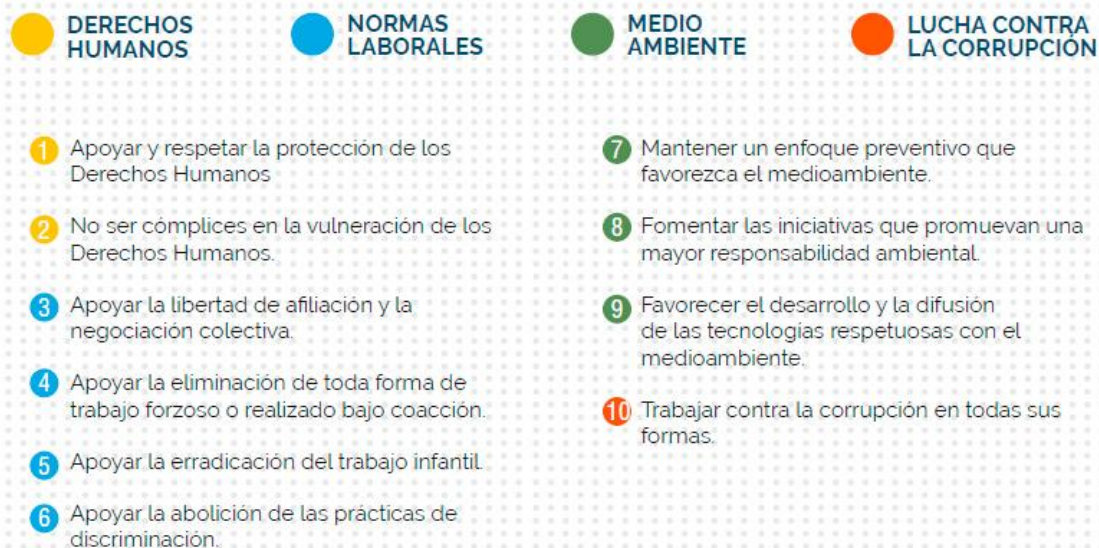 DERECHOS
HUMANOS
NORMAS
LABORALES
MEDIO
AMBIENTE
LUCHA CONTRA
LA CORRUPCIÓN
1 Apoyar y respetar la protección de los
Derechos Humanos
2 No ser cómplices en la vulneración de los
Derechos Humanos.
3 Apoyar la libertad de afiliación y la
negociación colectiva.
4 Apoyar la eliminación de toda forma de
trabajo forzoso o realizado bajo coacción.
5 Apoyar la erradicación del trabajo infantil.
6 Apoyar la abolición de las prácticas de
discriminación.
7 Mantener un enfoque preventivo que
favorezca el medioambiente.
8 Fomentar las iniciativas que promuevan una
mayor responsabilidad ambiental.
9 Favorecer el desarrollo y la difusión
de las tecnologías respetuosas con el
medioambiente.
10 Trabajar contra la corrupción en todas sus
formas.